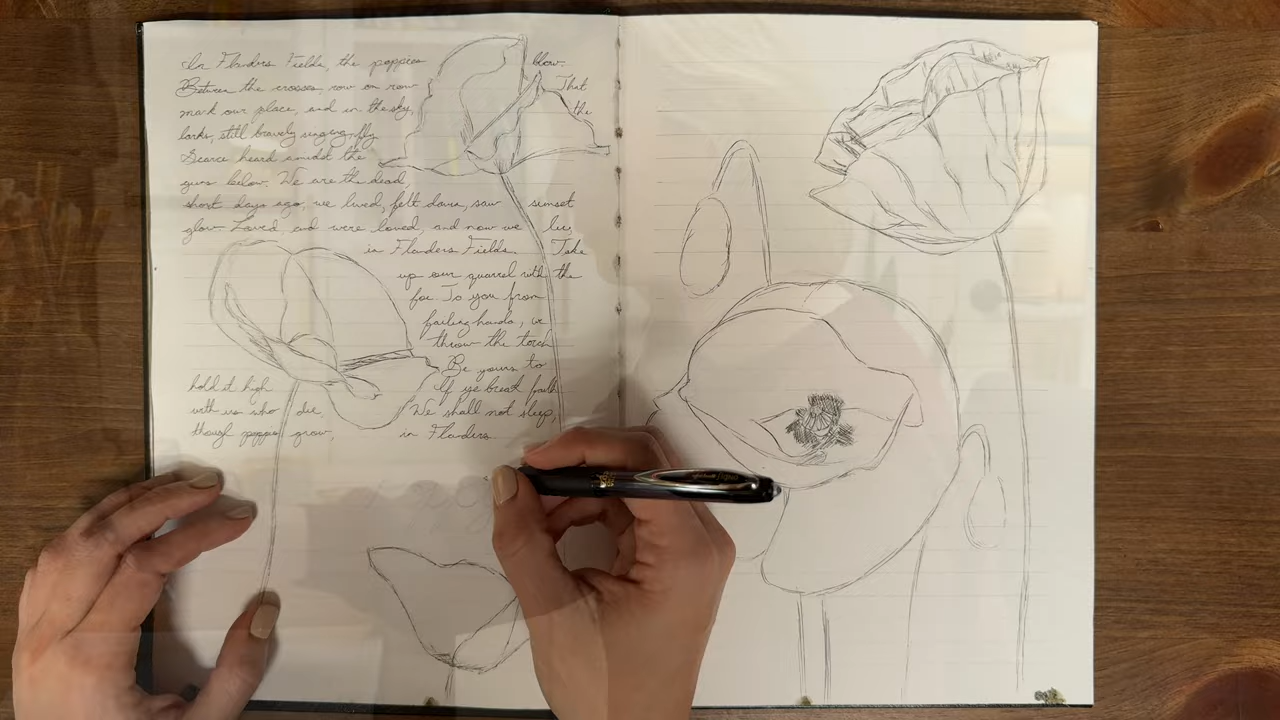 In Flanders Fields, the poppies blow.
Between the crosses row on row That
mark our place, and in the sky, the
larks, still bravely singing, fly
Scarce heard amidst the
guns below. We are the dead,
short days ago, we lived, felt dawn, saw sunset
glow Loved, and were loved, and now we lie,
in Flanders Fields. Take
up our quarrel with the
foe. To you from
failing hands, we
throw the torch
Be yours to
hold it high If ye break faith
with us who die, We shall not sleep,
though poppies grow, in Flanders